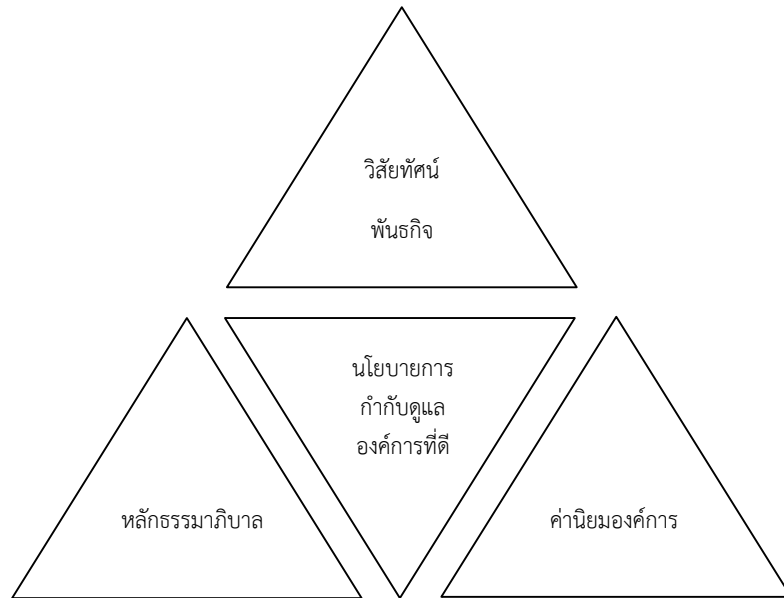 วิสัยทัศน์
พันธกิจ
นโยบายการ
กำกับดูแล
องค์การที่ดี
หลักธรรมาภิบาล
ค่านิยมองค์การ